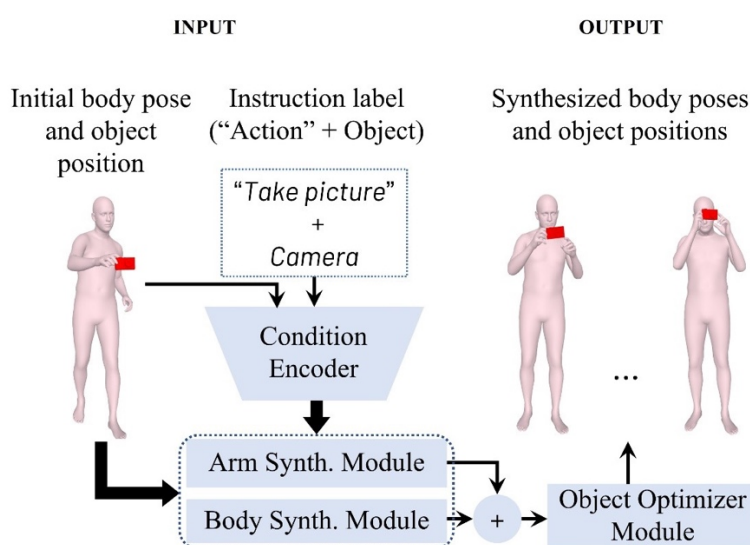 INPUT
OUTPUT
Initial body pose
and object
position
Instruction label
(“Action” + Object)
Synthesized body poses
and object positions
“Take picture”
+
Camera
Condition
Encoder
...
Arm Synth. Module
Body Synth. Module
+
Object Optimizer
Module